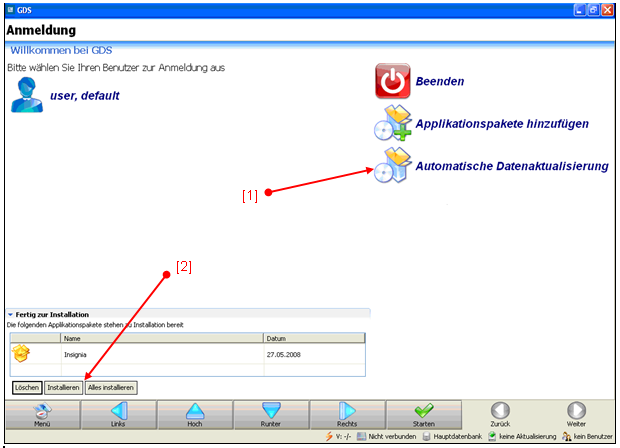 GDS
Anmeldung
Willkommen bei GDS
Bitte wählen Sie Ihren Benutzer zur Anmeldung aus
user, default
Beenden
Applikationspakete hinzufügen
Automatische Datenaktualisierung
[1]
[2]
Fertig zur Installation
Die folgenden Applikationspakete stehen zu Installation bereit
Name Datum
Insignia 27.05.2008
Löschen Installieren Alles installieren
Menü Links Hoch Runter Rechts Starten Zurück Weiter
V: -/- Nicht verbunden Hauptdatenbank keine Aktualisierung kein Benutzer